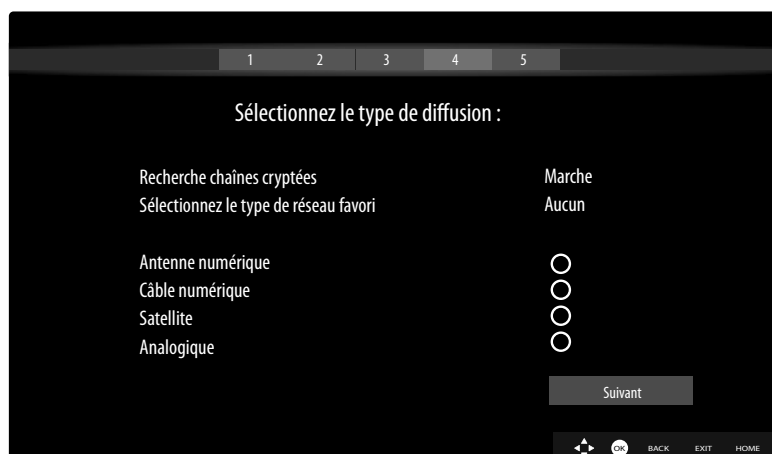 1 2 3 4 5
Sélectionnez le type de diffusion :
Recherche chaînes cryptées Marche
Sélectionnez le type de réseau favori Aucun
Antenne numérique
Câble numérique
Satellite
Analogique
Suivant
OK BACK EXIT HOME